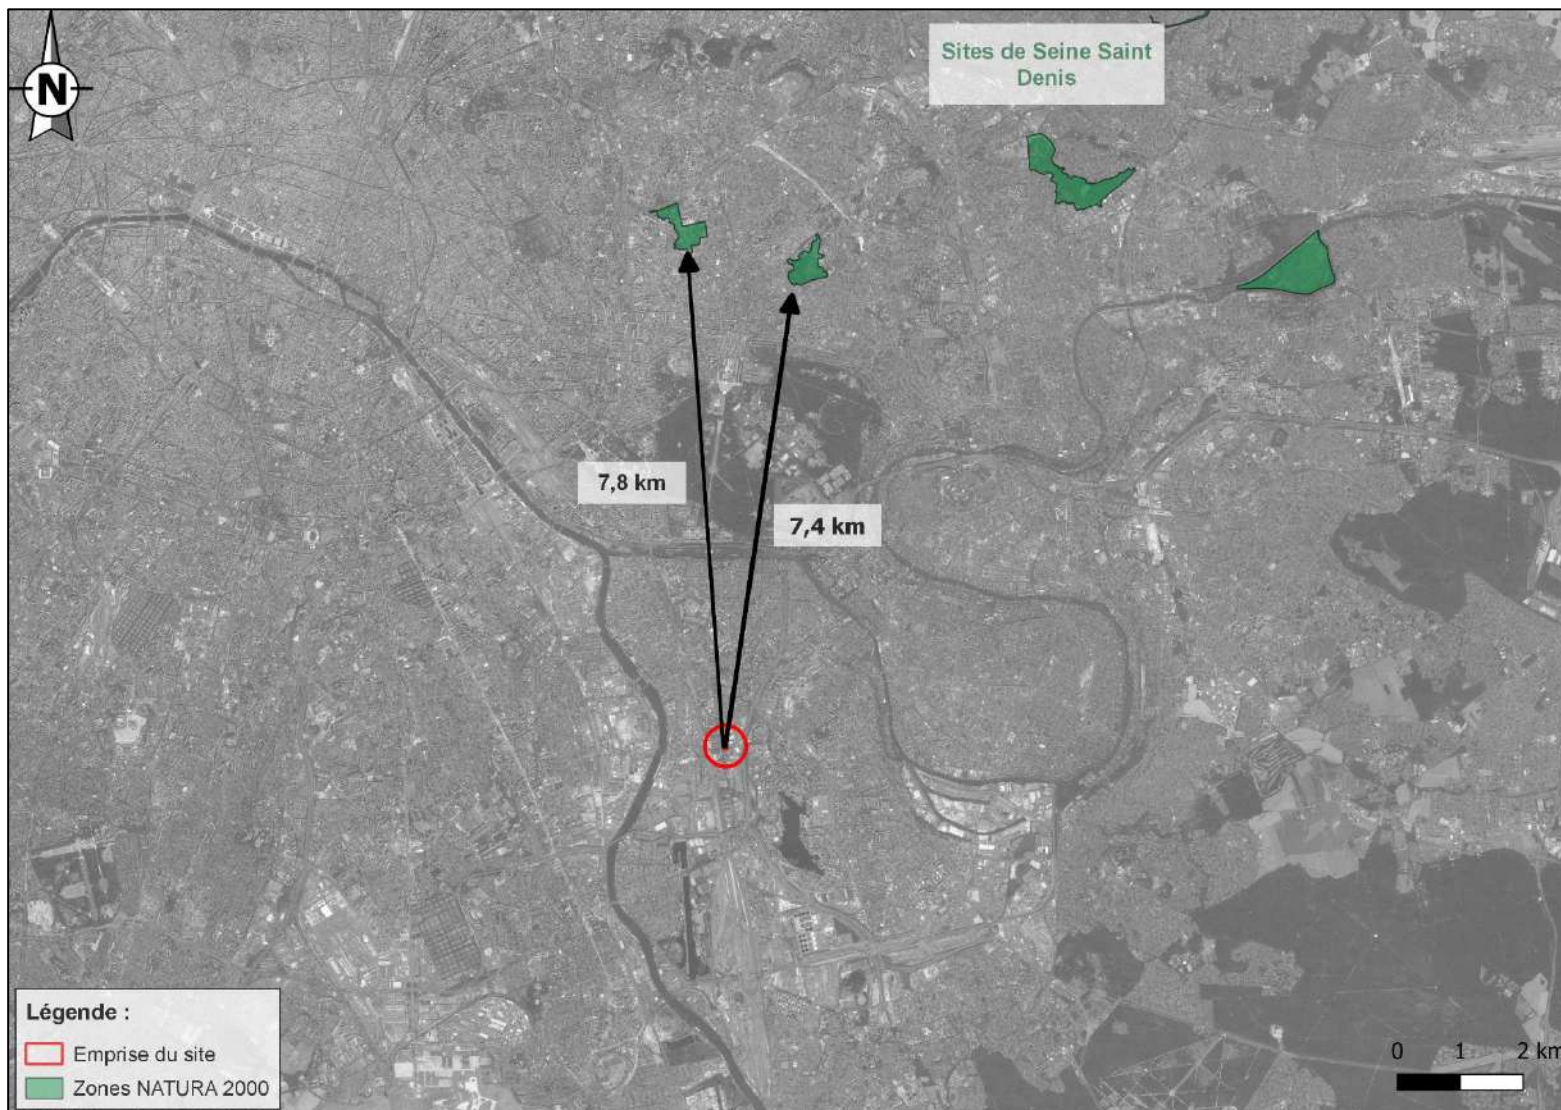 N
Sites de Seine Saint
Denis
7,8 km
7,4 km
Légende :
Emprise du site
Zones NATURA 2000
0 1 2 km